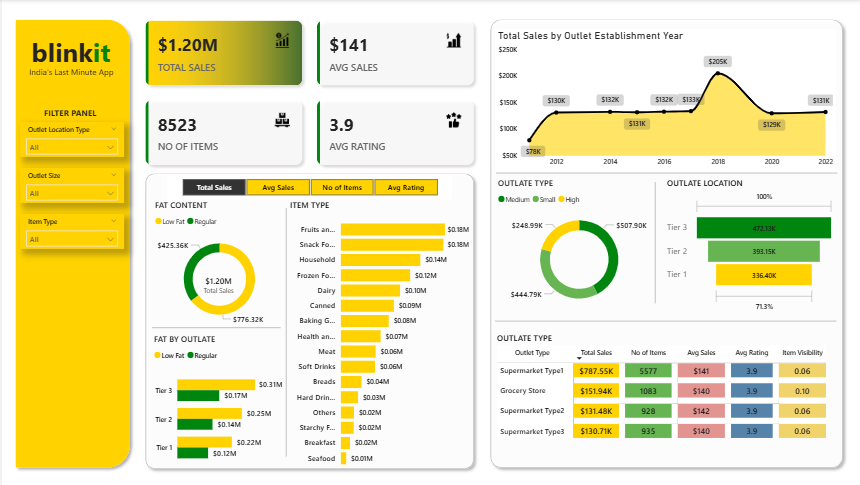 blinkit
India's Last Minute App
FILTER PANEL
Outlet Location Type
All
Outlet Size
All
Item Type
All
$1.20M
TOTAL SALES
$141
AVG SALES
8523
NO OF ITEMS
3.9
AVG RATING
Total Sales
Avg Sales
No of Items
Avg Rating
FAT CONTENT
Low Fat
Regular
$425.36K
$1.20M
Total Sales
$776.32K
FAT BY OUTLATE
Low Fat
Regular
Tier 3
$0.31M
$0.17M
Tier 2
$0.25M
$0.14M
Tier 1
$0.22M
$0.12M
ITEM TYPE
Fruits an... $0.18M
Snack Fo... $0.18M
Household $0.14M
Frozen Fo... $0.12M
Dairy $0.10M
Canned $0.09M
Baking G... $0.08M
Health an... $0.07M
Meat $0.06M
Soft Drinks $0.06M
Breads $0.04M
Hard Drin... $0.03M
Others $0.02M
Starchy F... $0.02M
Breakfast $0.02M
Seafood $0.01M
Total Sales by Outlet Establishment Year
$250K
$200K
$150K
$100K
$50K
$78K
$130K
$132K
$131K
$132K
$133K
$205K
$129K
$131K
2012 2014 2016 2018 2020 2022
OUTLATE TYPE
Medium
Small
High
$248.99K
$507.90K
$444.79K
OUTLATE LOCATION
100%
Tier 3 472.13K
Tier 2 393.15K
Tier 1 336.40K
71.3%
OUTLATE TYPE
Outlet Type Total Sales No of Items Avg Sales Avg Rating Item Visibility
Supermarket Type1 $787.55K 5577 $141 3.9 0.06
Grocery Store $151.94K 1083 $140 3.9 0.10
Supermarket Type2 $131.48K 928 $142 3.9 0.06
Supermarket Type3 $130.71K 935 $140 3.9 0.06